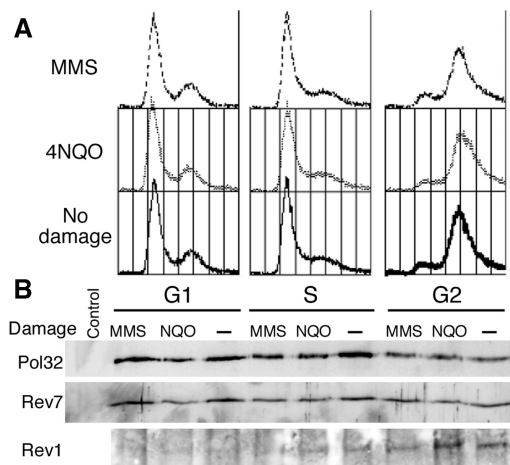 A
MMS
4NQO
No
damage
B
G1 S G2
Damage Control MMS NQO – MMS NQO – MMS NQO –
Pol32
Rev7
Rev1